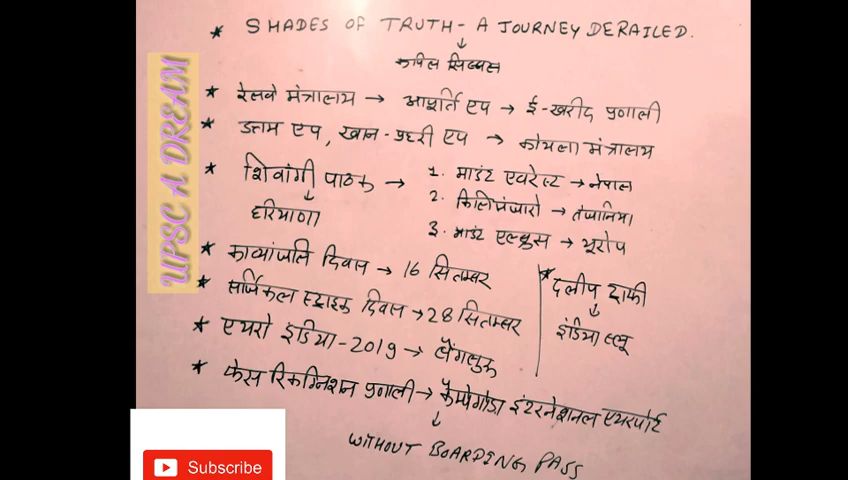 UPSC A DREAM
* SHADES OF TRUTH - A JOURNEY DERAILED.
↓
कपिल सिब्बल
* रेलवे मंत्रालय → आपूर्ति एप → ई-खरीद प्रणाली
* उत्तम एप, खान-प्रहरी एप → कोयला मंत्रालय
* शिवांगी पाठक → 1. माउंट एवरेस्ट → नेपाल
↓
हरियाणा
2. किलिमंजारो → तंजानिया
3. माउंट एल्ब्रुस → यूरोप
* काव्यांजलि दिवस → 16 सितम्बर
* सर्जिकल स्ट्राइक दिवस → 28 सितम्बर
* दलीप ट्राफी
↓
इंडिया ब्लू
* एयरो इंडिया - 2019 → बेंगलुरु
* फेस रिकग्निशन प्रणाली → कैम्पेगोडा इंटरनेशनल एयरपोर्ट
↓
WITHOUT BOARDING PASS
Subscribe